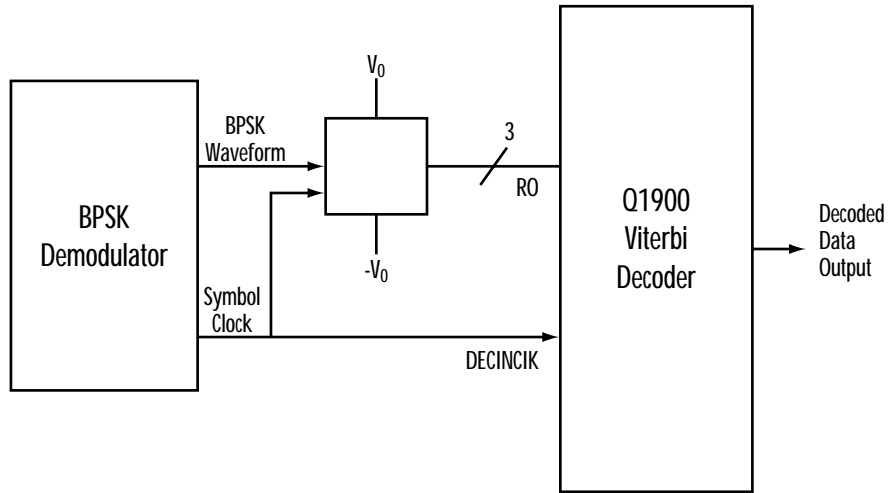 V0
BPSK
Waveform
3
RO
BPSK
Demodulator
-V0
Symbol
Clock
DECINCIK
Q1900
Viterbi
Decoder
Decoded
Data
Output